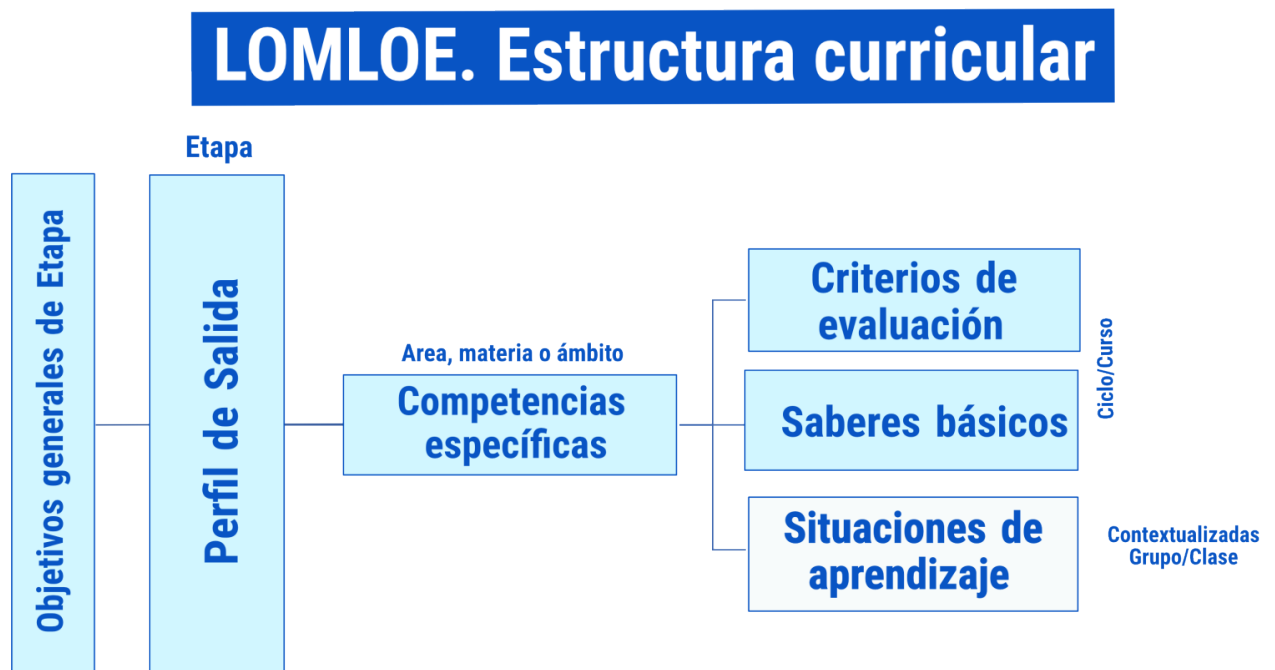 LOMLOE. Estructura curricular
Etapa
Objetivos generales de Etapa
Perfil de Salida
Area, materia o ámbito
Competencias
específicas
Criterios de
evaluación
Saberes básicos
Ciclo/Curso
Situaciones de
aprendizaje
Contextualizadas
Grupo/Clase